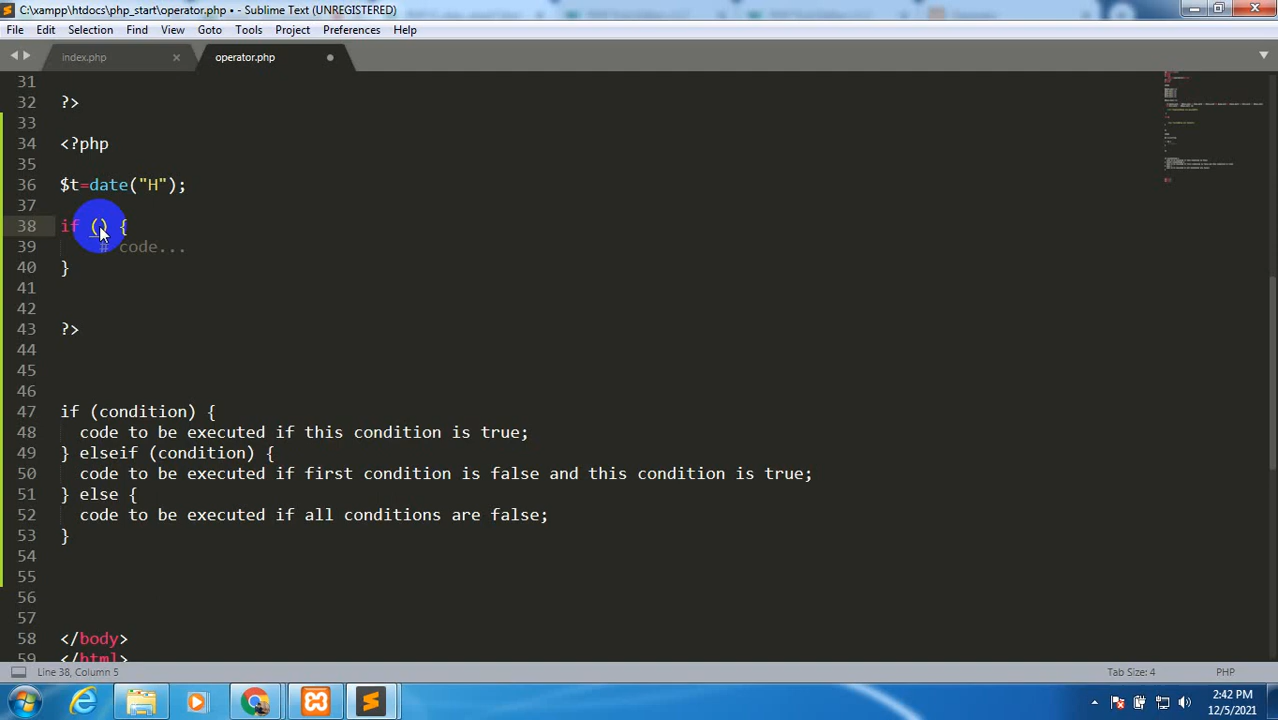 C:\xampp\htdocs\php_start\operator.php • - Sublime Text (UNREGISTERED)
File Edit Selection View Find Goto Tools Project Preferences Help
index.php operator.php
31
32 ?>
33
34 <?php
35
36 $t=date("H");
37
38 if () {
39 # code...
40 }
41
42
43 ?>
44
45
46
47 if (condition) {
48 code to be executed if this condition is true;
49 } elseif (condition) {
50 code to be executed if first condition is false and this condition is true;
51 } else {
52 code to be executed if all conditions are false;
53 }
54
55
56
57
58 </body>
59 </html>
Line 38, Column 5 Tab Size: 4 PHP
2:42 PM
12/5/2021